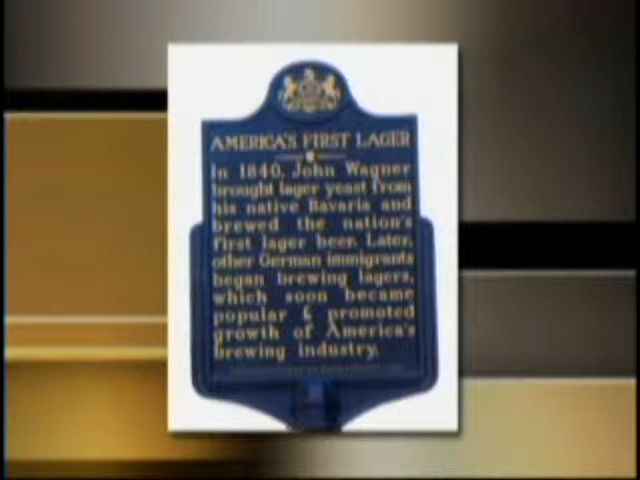 AMERICA'S FIRST LAGER
In 1840, John Wagner
brought lager yeast from
his native Bavaria and
brewed the nation's
first lager beer. Later,
other German immigrants
began brewing lagers,
which soon became
popular & promoted
growth of America's
brewing industry.